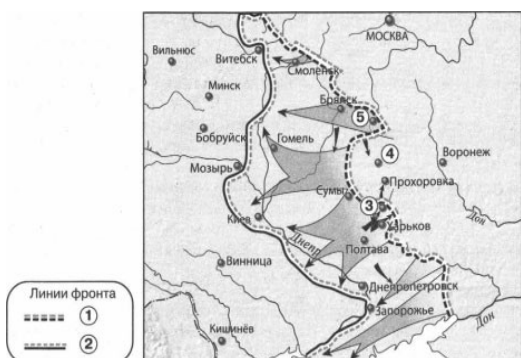 МОСКВА
Вильнюс
Витебск
Смоленск
Минск
Брянск
5
Бобруйск
Гомель
4
Воронеж
Мозырь
Прохоровка
Сумы
3
Дон
Киев
Харьков
Днепр
Полтава
Винница
Днепропетровск
Линии фронта
1
Запорожье
Дон
2
Кишинёв